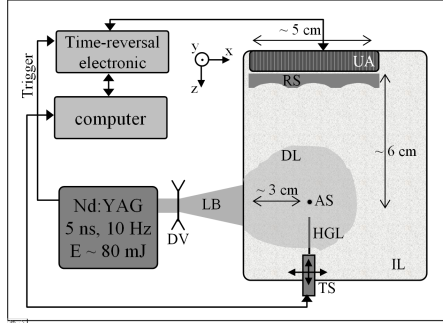 ~ 5 cm
Time-reversal
electronic
y
x
z
UA
RS
Trigger
computer
DL
~ 6 cm
~ 3 cm
AS
Nd:YAG
5 ns, 10 Hz
E ~ 80 mJ
LB
DV
HGL
IL
TS